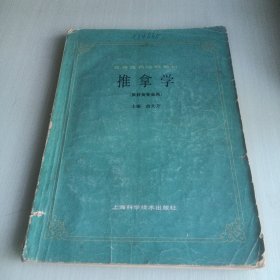 高等医药院校教材
推拿学
(供针灸专业用)
主编 俞大方
上海科学技术出版社